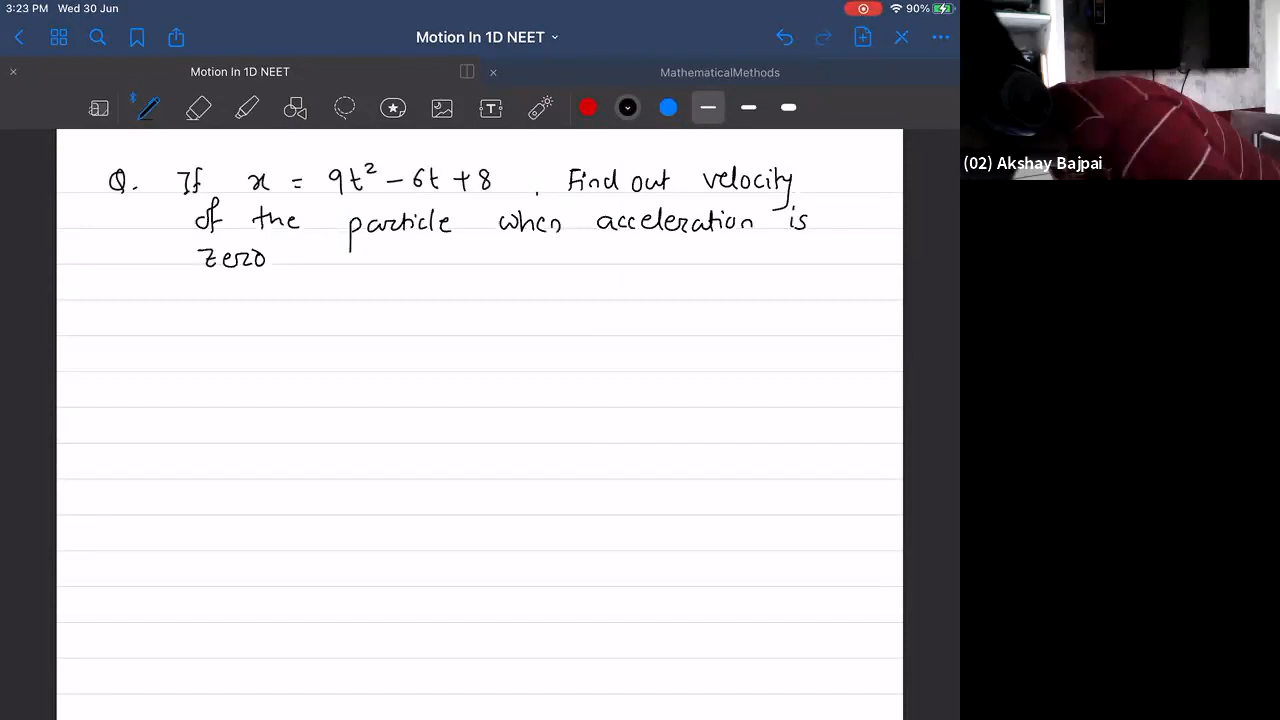 3:23 PM Wed 30 Jun
90%
Motion In 1D NEET
Motion In 1D NEET
MathematicalMethods
(02) Akshay Bajpai
Q. If x = 9t² - 6t + 8 . Find out velocity
of the particle when acceleration is
zero